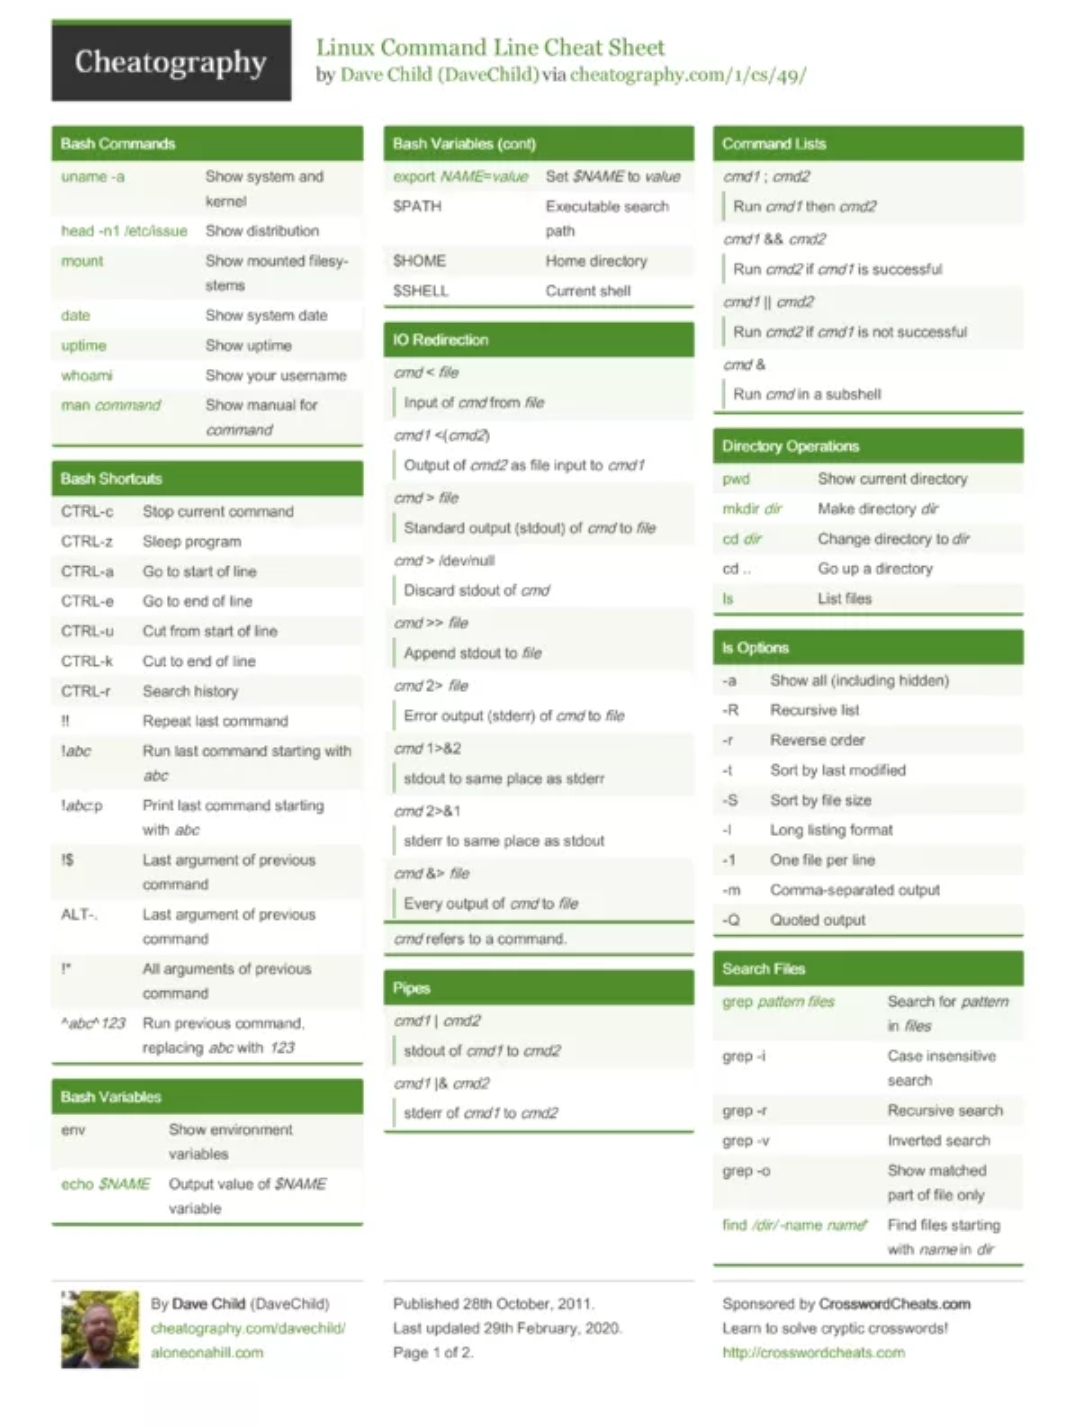 Cheatography
Linux Command Line Cheat Sheet
by Dave Child (DaveChild) via cheatography.com/1/cs/49/
Bash Commands
uname -a Show system and
kernel
head -n1 /etc/issue Show distribution
mount Show mounted filesy-
stems
date Show system date
uptime Show uptime
whoami Show your username
man command Show manual for
command
Bash Shortcuts
CTRL-c Stop current command
CTRL-z Sleep program
CTRL-a Go to start of line
CTRL-e Go to end of line
CTRL-u Cut from start of line
CTRL-k Cut to end of line
CTRL-r Search history
!! Repeat last command
!abc Run last command starting with
abc
!abc:p Print last command starting
with abc
!$ Last argument of previous
command
ALT-. Last argument of previous
command
!* All arguments of previous
command
^abc^123 Run previous command,
replacing abc with 123
Bash Variables
env Show environment
variables
echo $NAME Output value of $NAME
variable
Bash Variables (cont)
export NAME=value Set $NAME to value
$PATH Executable search
path
$HOME Home directory
$SHELL Current shell
IO Redirection
cmd < file
Input of cmd from file
cmd1 <(cmd2)
Output of cmd2 as file input to cmd1
cmd > file
Standard output (stdout) of cmd to file
cmd > /dev/null
Discard stdout of cmd
cmd >> file
Append stdout to file
cmd 2> file
Error output (stderr) of cmd to file
cmd 1>&2
stdout to same place as stderr
cmd 2>&1
stderr to same place as stdout
cmd &> file
Every output of cmd to file
cmd refers to a command.
Pipes
cmd1 | cmd2
stdout of cmd1 to cmd2
cmd1 |& cmd2
stderr of cmd1 to cmd2
Command Lists
cmd1 ; cmd2
Run cmd1 then cmd2
cmd1 && cmd2
Run cmd2 if cmd1 is successful
cmd1 || cmd2
Run cmd2 if cmd1 is not successful
cmd &
Run cmd in a subshell
Directory Operations
pwd Show current directory
mkdir dir Make directory dir
cd dir Change directory to dir
cd .. Go up a directory
ls List files
ls Options
-a Show all (including hidden)
-R Recursive list
-r Reverse order
-t Sort by last modified
-S Sort by file size
-l Long listing format
-1 One file per line
-m Comma-separated output
-Q Quoted output
Search Files
grep pattern files Search for pattern
in files
grep -i Case insensitive
search
grep -r Recursive search
grep -v Inverted search
grep -o Show matched
part of file only
find /dir/ -name name* Find files starting
with name in dir
By Dave Child (DaveChild)
cheatography.com/davechild/
aloneonahill.com
Published 28th October, 2011.
Last updated 29th February, 2020.
Page 1 of 2.
Sponsored by CrosswordCheats.com
Learn to solve cryptic crosswords!
http://crosswordcheats.com